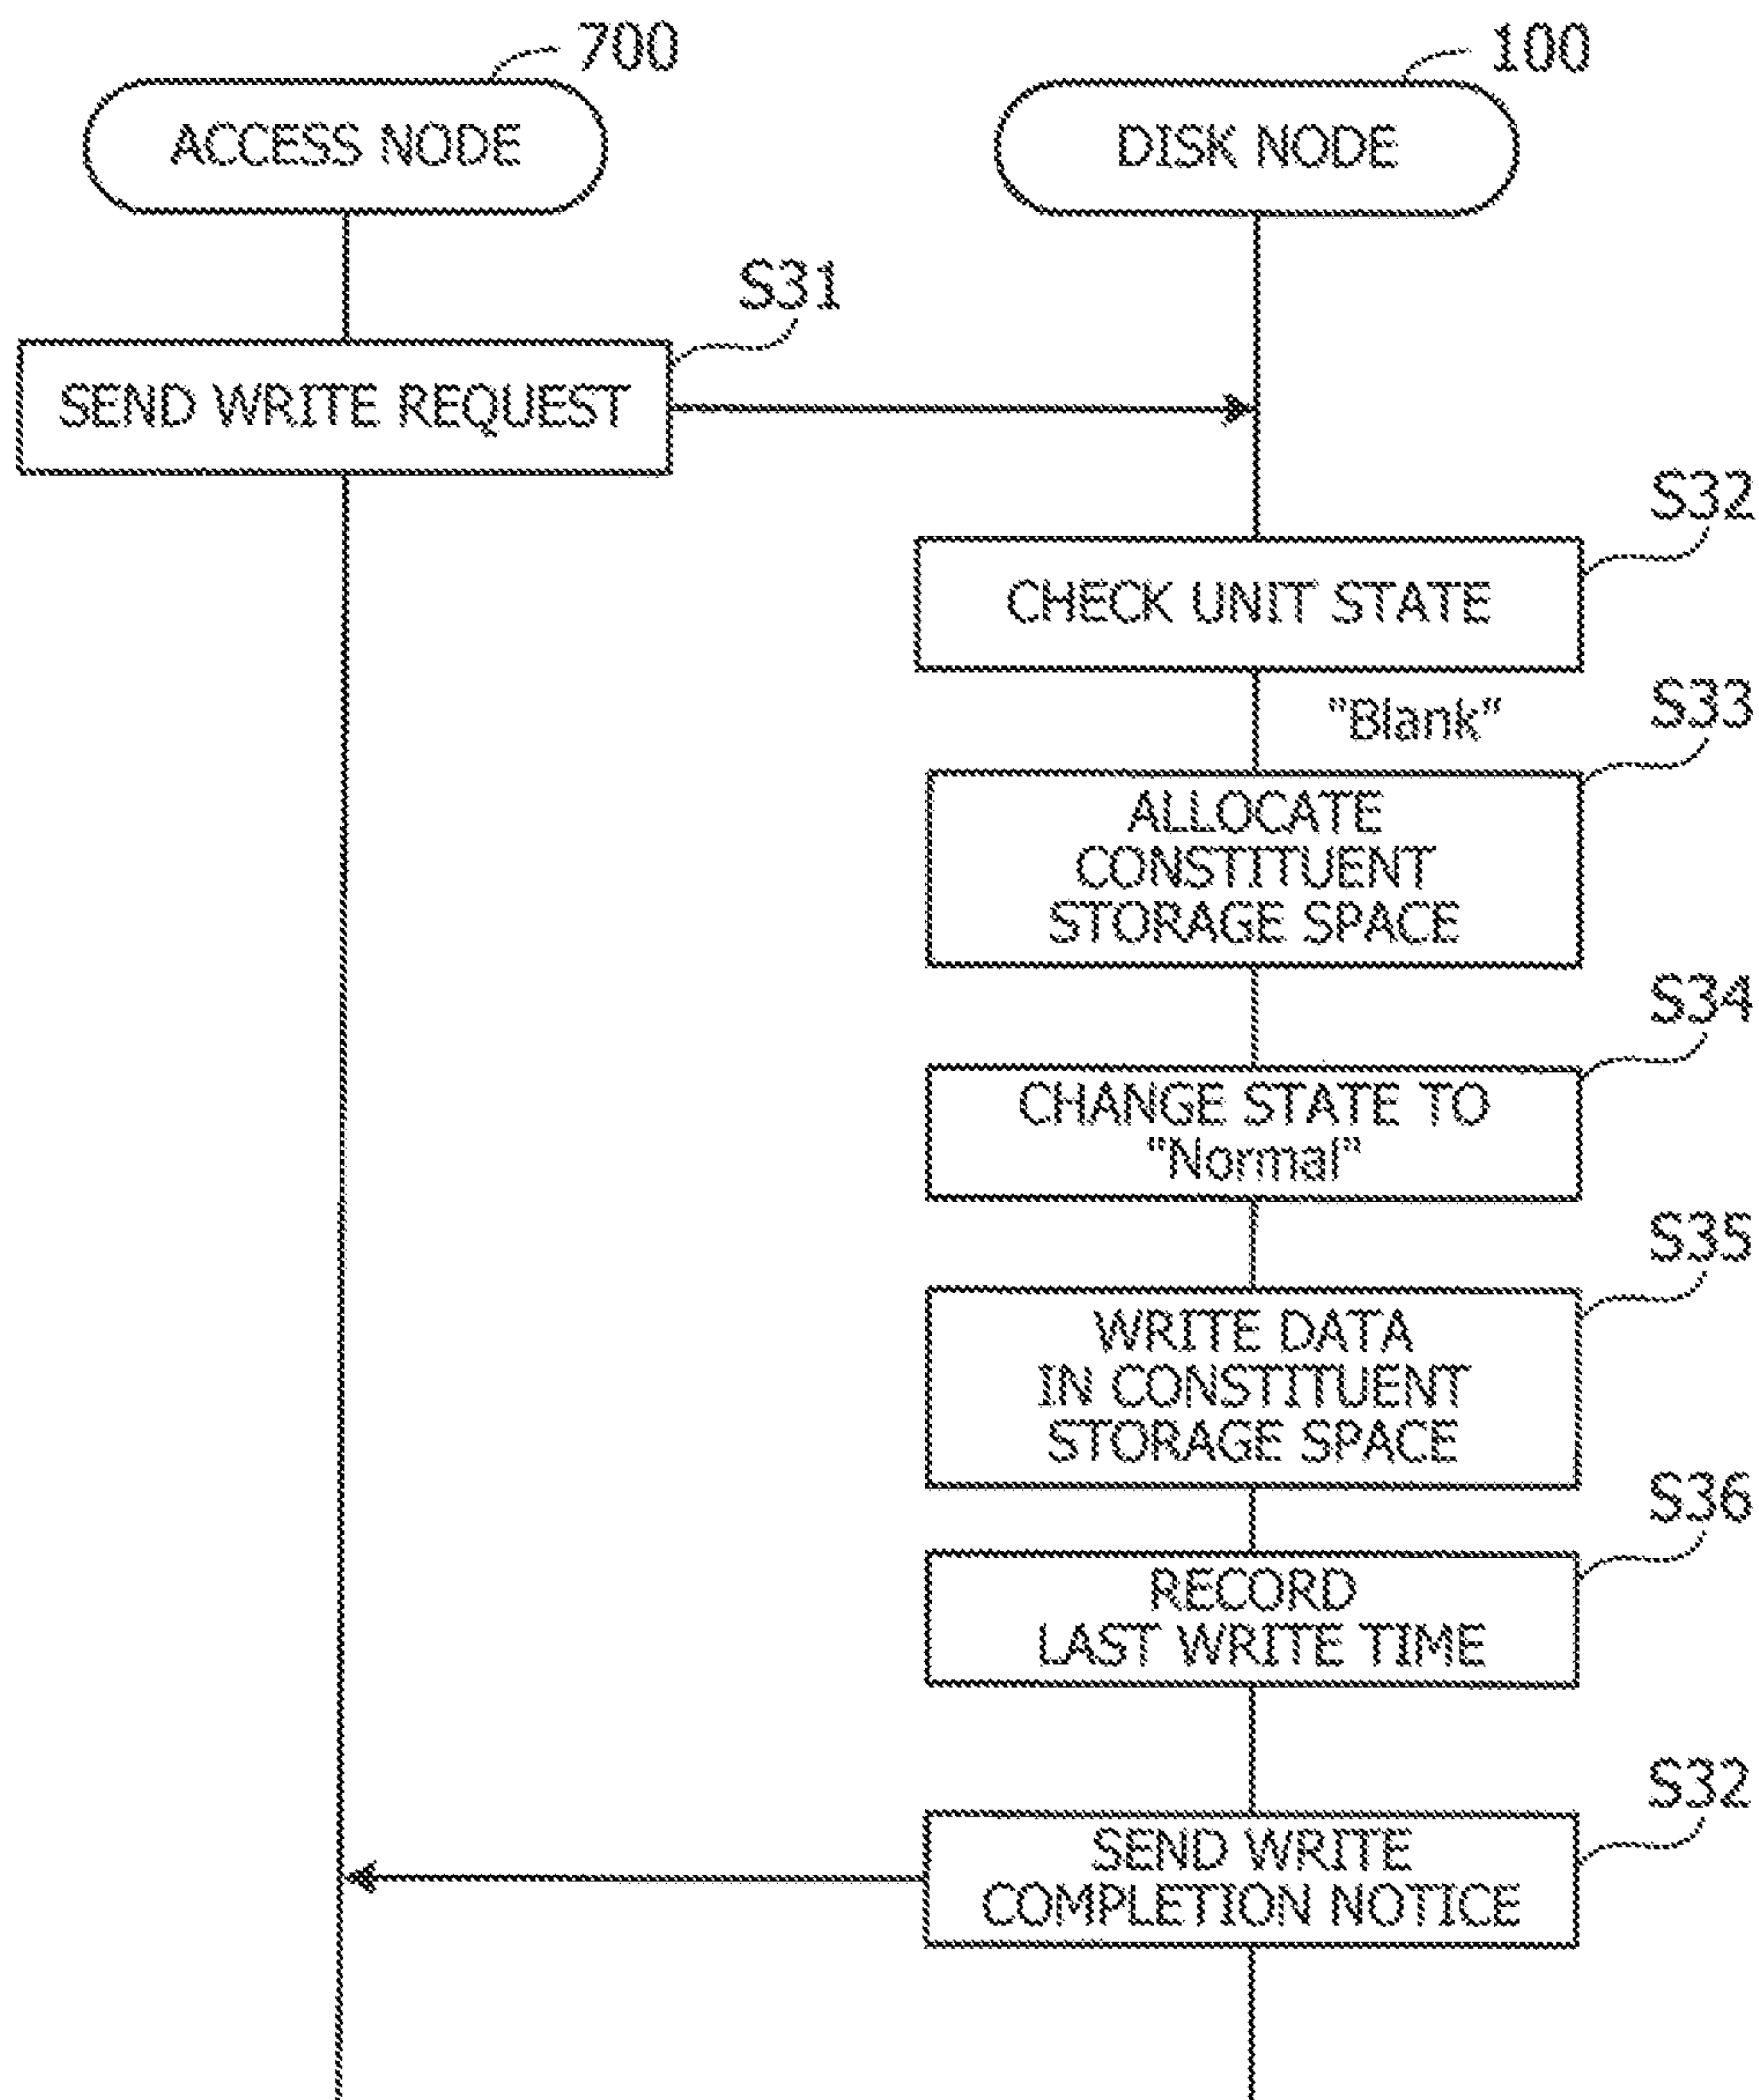 700
100
ACCESS NODE
DISK NODE
S31
SEND WRITE REQUEST
S32
CHECK UNIT STATE
"Blank"
S33
ALLOCATE
CONSTITUENT
STORAGE SPACE
S34
CHANGE STATE TO
"Normal"
S35
WRITE DATA
IN CONSTITUENT
STORAGE SPACE
S36
RECORD
LAST WRITE TIME
S32
SEND WRITE
COMPLETION NOTICE